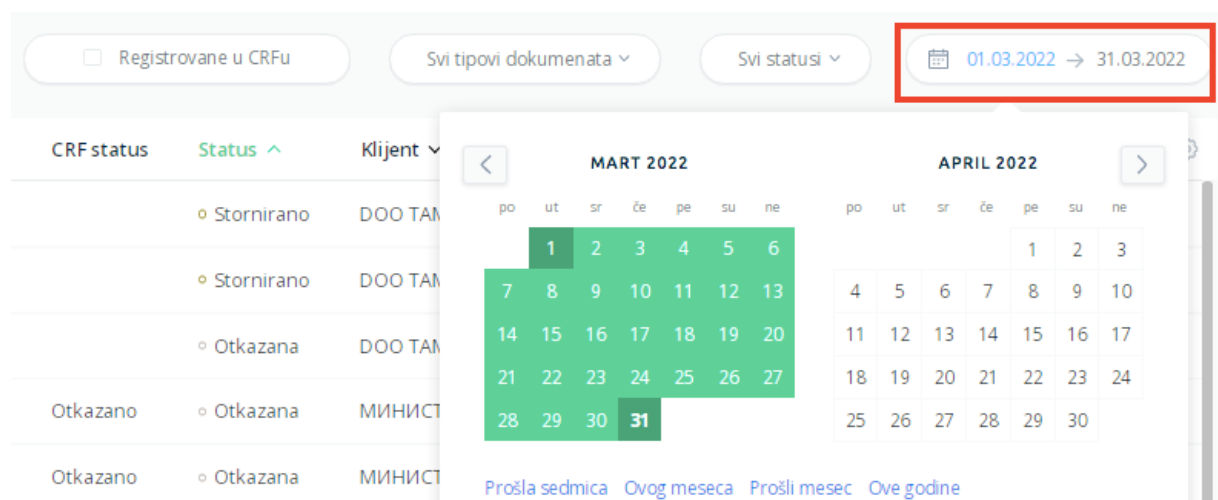 Registrovane u CRFu Svi tipovi dokumenata Svi statusi 01.03.2022 → 31.03.2022
CRF status Status Klijent
MART 2022 APRIL 2022
po ut sr če pe su ne po ut sr če pe su ne
Stornirano DOO
1 2 3 4 5 6 1 2 3
Stornirano DOO
7 8 9 10 11 12 13 4 5 6 7 8 9 10
14 15 16 17 18 19 20 11 12 13 14 15 16 17
Otkazana DOO
21 22 23 24 25 26 27 18 19 20 21 22 23 24
Otkazano Otkazana
28 29 30 31 25 26 27 28 29 30
Otkazano Otkazana
Prošla sedmica Ovog meseca Prošli mesec Ove godine